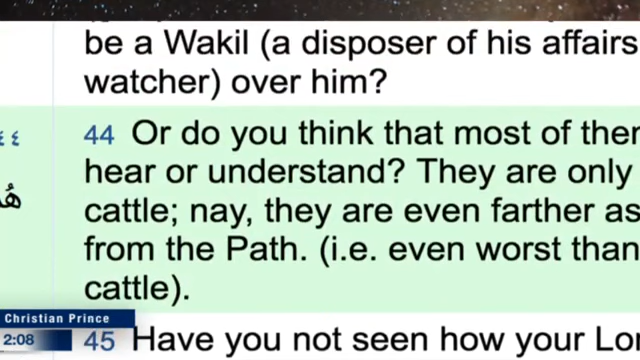 be a Wakil (a disposer of his affairs
watcher) over him?
٤٤
44 Or do you think that most of them
hear or understand? They are only
cattle; nay, they are even farther as
from the Path. (i.e. even worst than
cattle).
45 Have you not seen how your Lo
Christian Prince
2:08